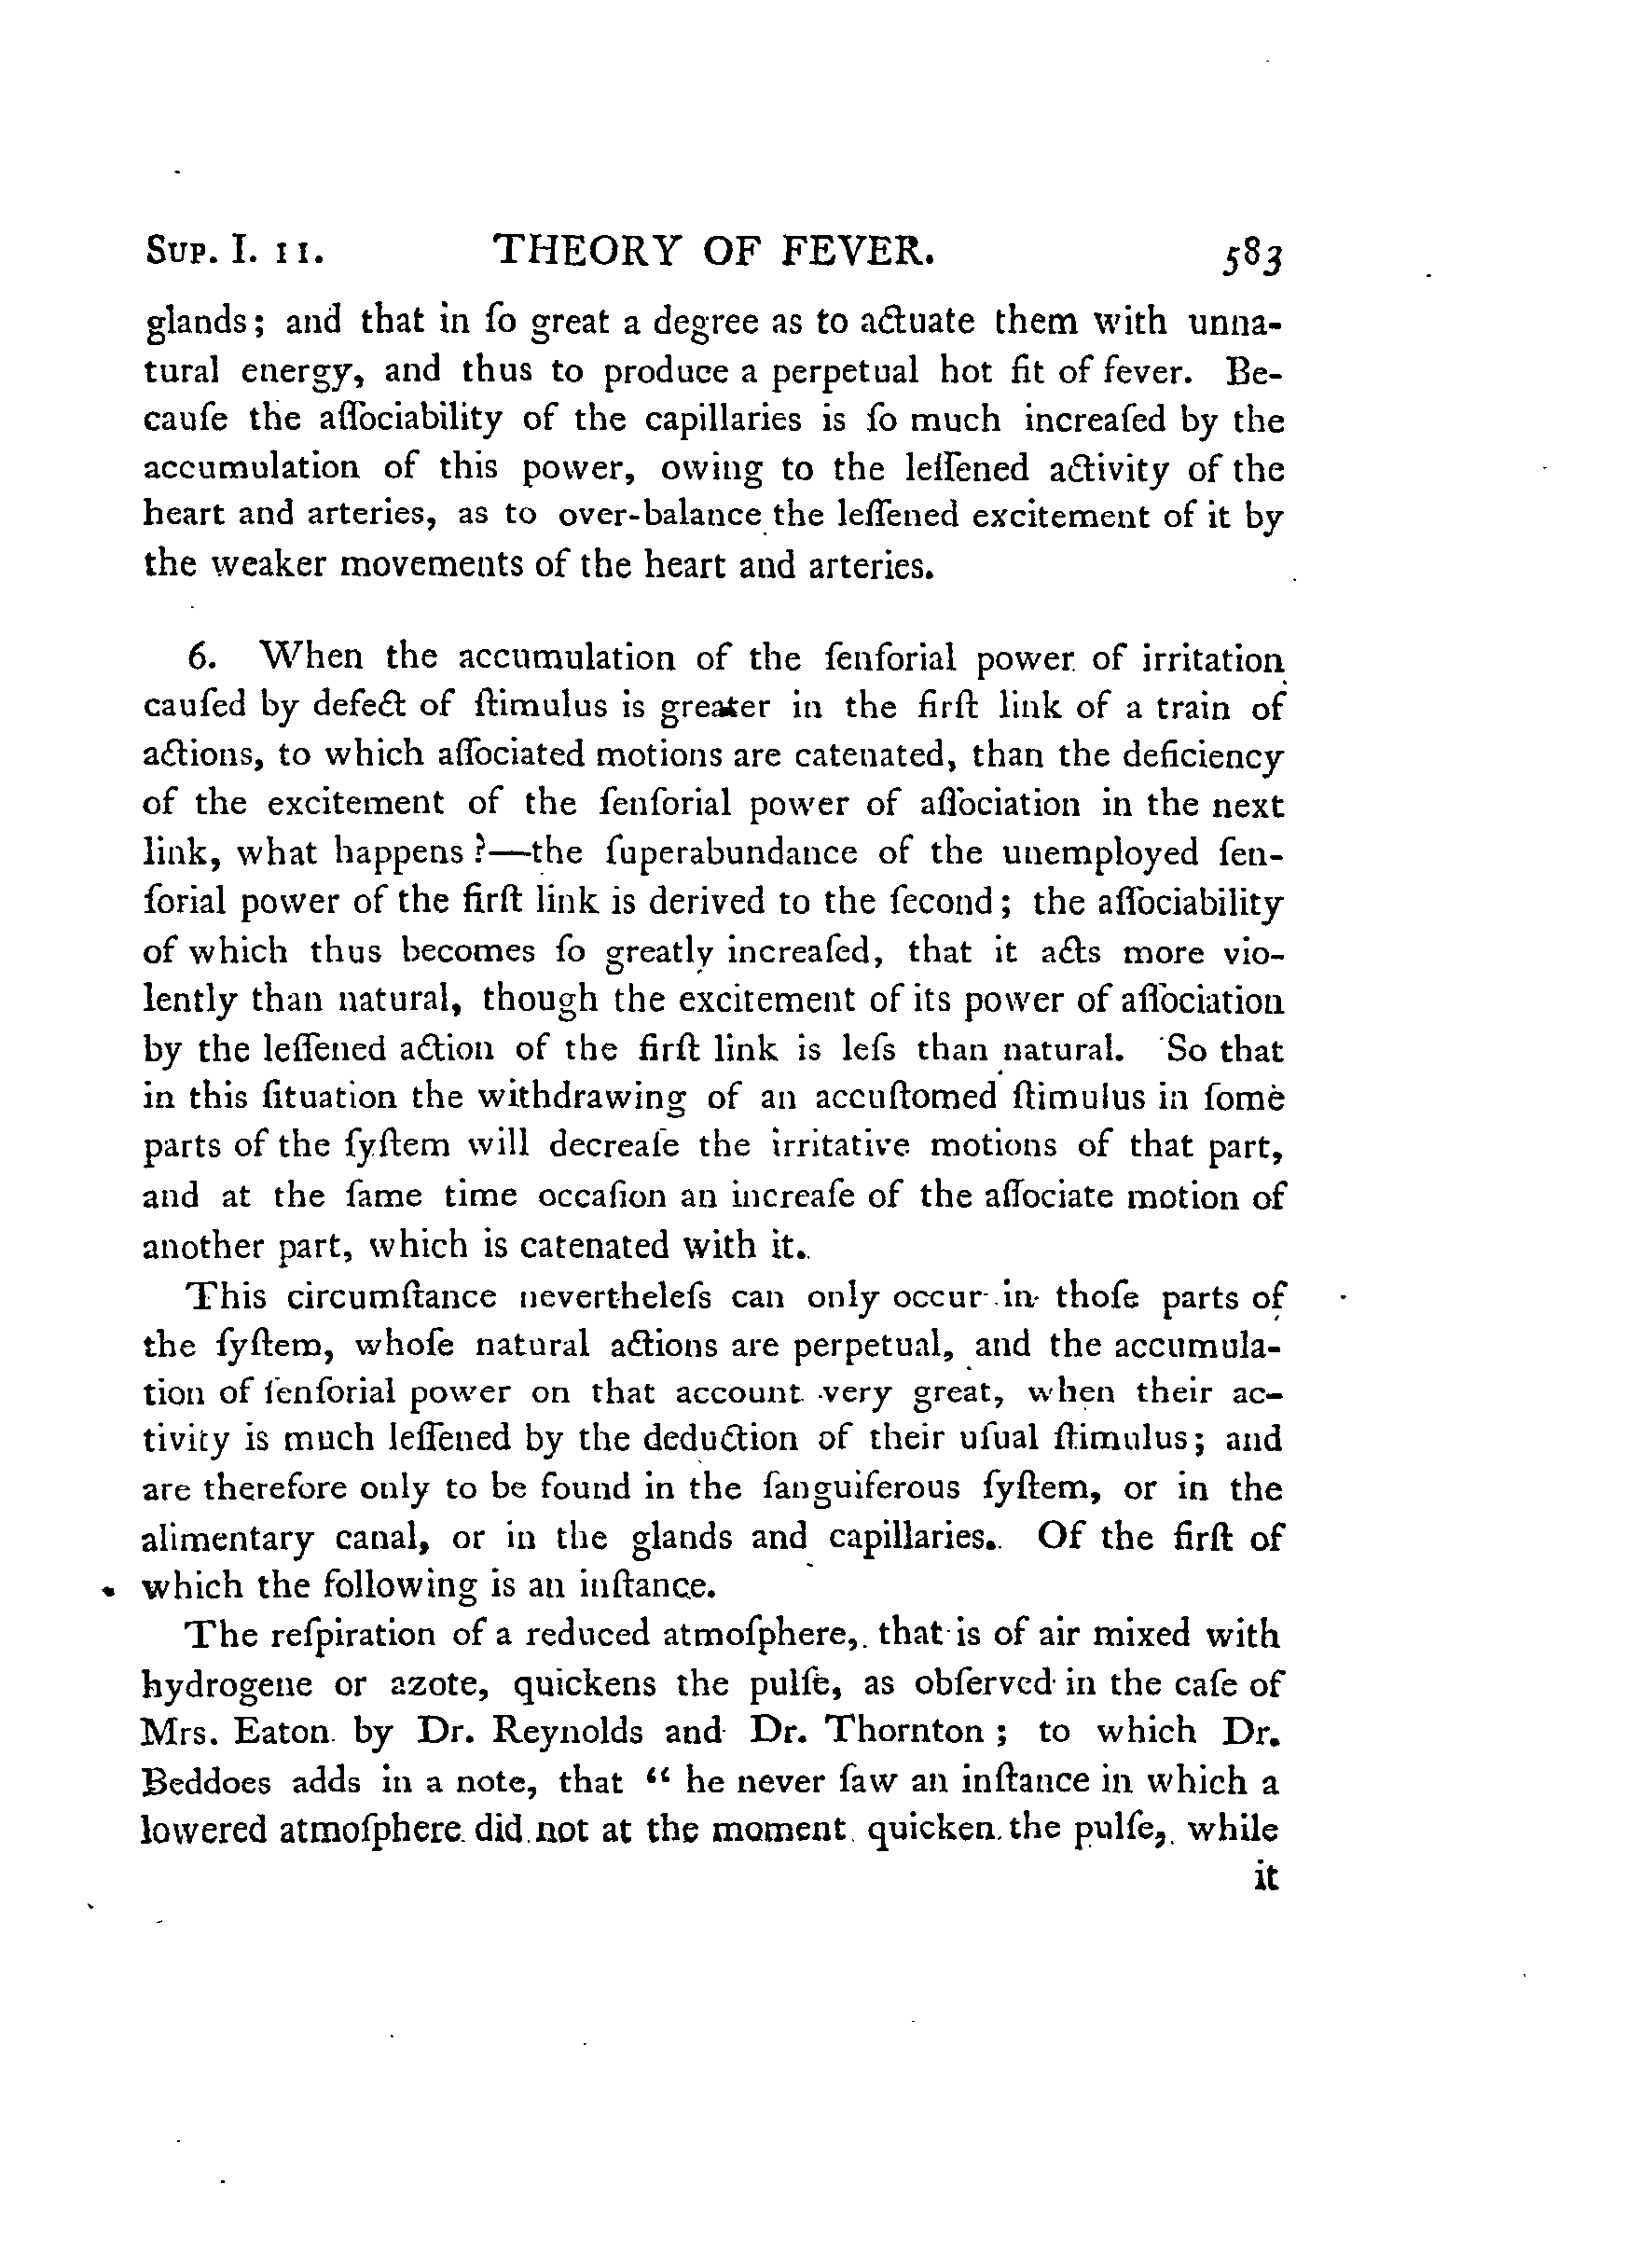 Sup. I. 11. THEORY OF FEVER. 583
glands; and that in ſo great a degree as to actuate them with unna-
tural energy, and thus to produce a perpetual hot fit of fever. Be-
cauſe the aſſociability of the capillaries is ſo much increaſed by the
accumulation of this power, owing to the leſſened activity of the
heart and arteries, as to over-balance the leſſened excitement of it by
the weaker movements of the heart and arteries.
6. When the accumulation of the ſenſorial power of irritation
cauſed by defect of ſtimulus is greater in the firſt link of a train of
actions, to which aſſociated motions are catenated, than the deficiency
of the excitement of the ſenſorial power of aſſociation in the next
link, what happens?—the ſuperabundance of the unemployed ſen-
ſorial power of the firſt link is derived to the ſecond; the aſſociability
of which thus becomes ſo greatly increaſed, that it acts more vio-
lently than natural, though the excitement of its power of aſſociation
by the leſſened action of the firſt link is leſs than natural. So that
in this ſituation the withdrawing of an accuſtomed ſtimulus in ſome
parts of the ſyſtem will decreaſe the irritative motions of that part,
and at the ſame time occaſion an increaſe of the aſſociate motion of
another part, which is catenated with it.
This circumſtance nevertheleſs can only occur in thoſe parts of
the ſyſtem, whoſe natural actions are perpetual, and the accumula-
tion of ſenſorial power on that account very great, when their ac-
tivity is much leſſened by the deduction of their uſual ſtimulus; and
are therefore only to be found in the ſanguiferous ſyſtem, or in the
alimentary canal, or in the glands and capillaries. Of the firſt of
which the following is an inſtance.
The reſpiration of a reduced atmoſphere, that is of air mixed with
hydrogene or azote, quickens the pulſe, as obſerved in the caſe of
Mrs. Eaton by Dr. Reynolds and Dr. Thornton; to which Dr.
Beddoes adds in a note, that "he never ſaw an inſtance in which a
lowered atmoſphere did not at the moment quicken the pulſe, while
it